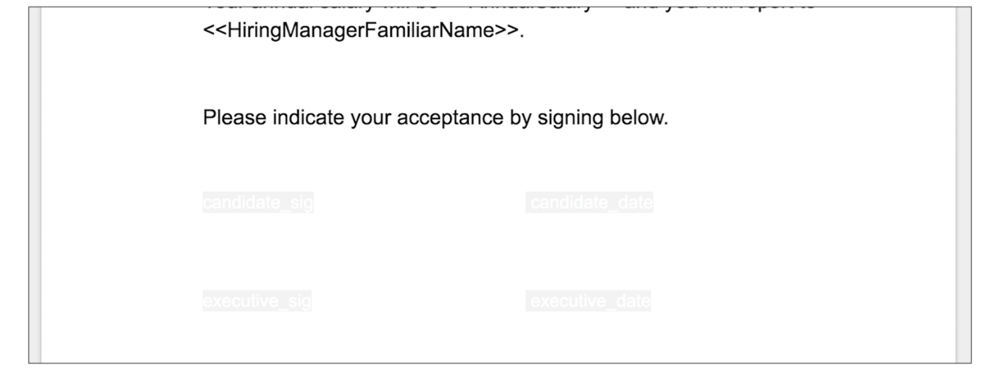 Your annual salary will be <<AnnualSalary>> and you will report to
<<HiringManagerFamiliarName>>.
Please indicate your acceptance by signing below.
candidate_sig candidate_date
executive_sig executive_date